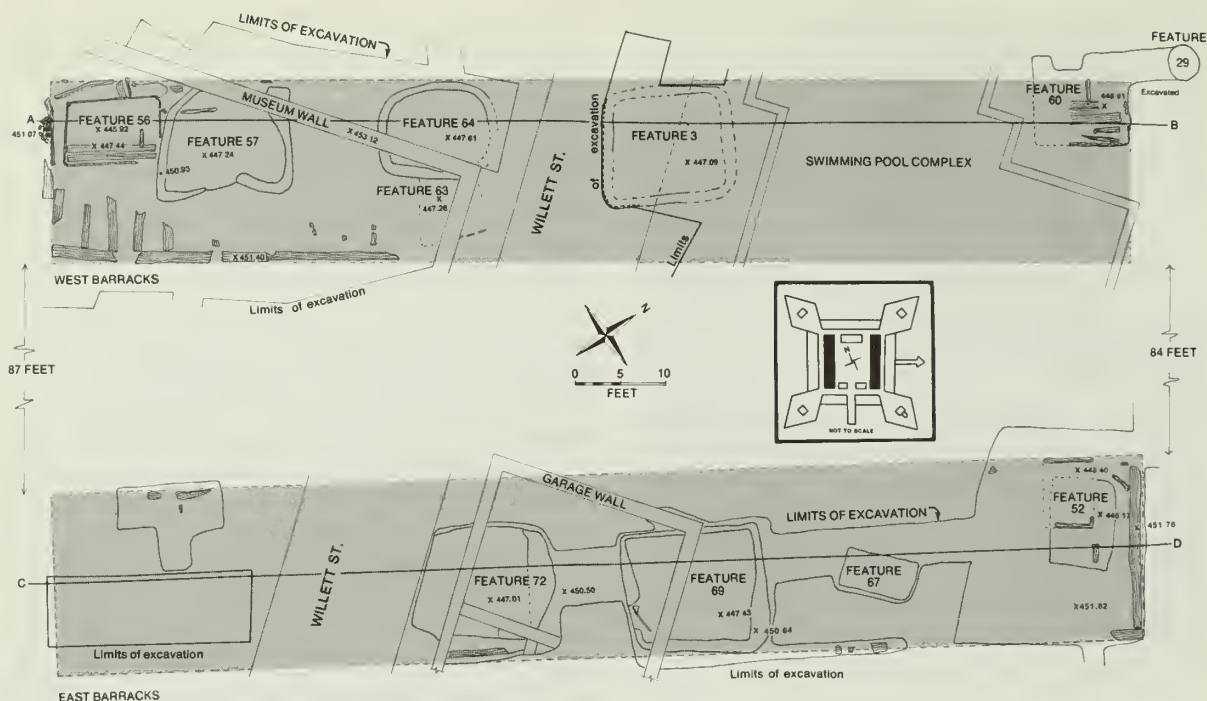 LIMITS OF EXCAVATION
FEATURE
29
Excavated
FEATURE
60
MUSEUM WALL
A
451.07
FEATURE 56
X 445.92
X 447.44
FEATURE 57
X 447.24
450.93
X 453.12
FEATURE 64
X 447.61
FEATURE 63
X
447.26
WILLETT ST.
of excavation
Limits
FEATURE 3
X 447.09
SWIMMING POOL COMPLEX
X
B
X 451.40
WEST BARRACKS
Limits of excavation
87 FEET
84 FEET
N
0 5 10
FEET
N
NOT TO SCALE
GARAGE WALL
LIMITS OF EXCAVATION
FEATURE
52
X 448.40
X 451.76
D
C
WILLETT ST.
FEATURE 72
X 447.01
X 450.50
FEATURE
69
X 447.43
X 450.64
FEATURE
67
X 451.82
Limits of excavation
Limits of excavation
EAST BARRACKS